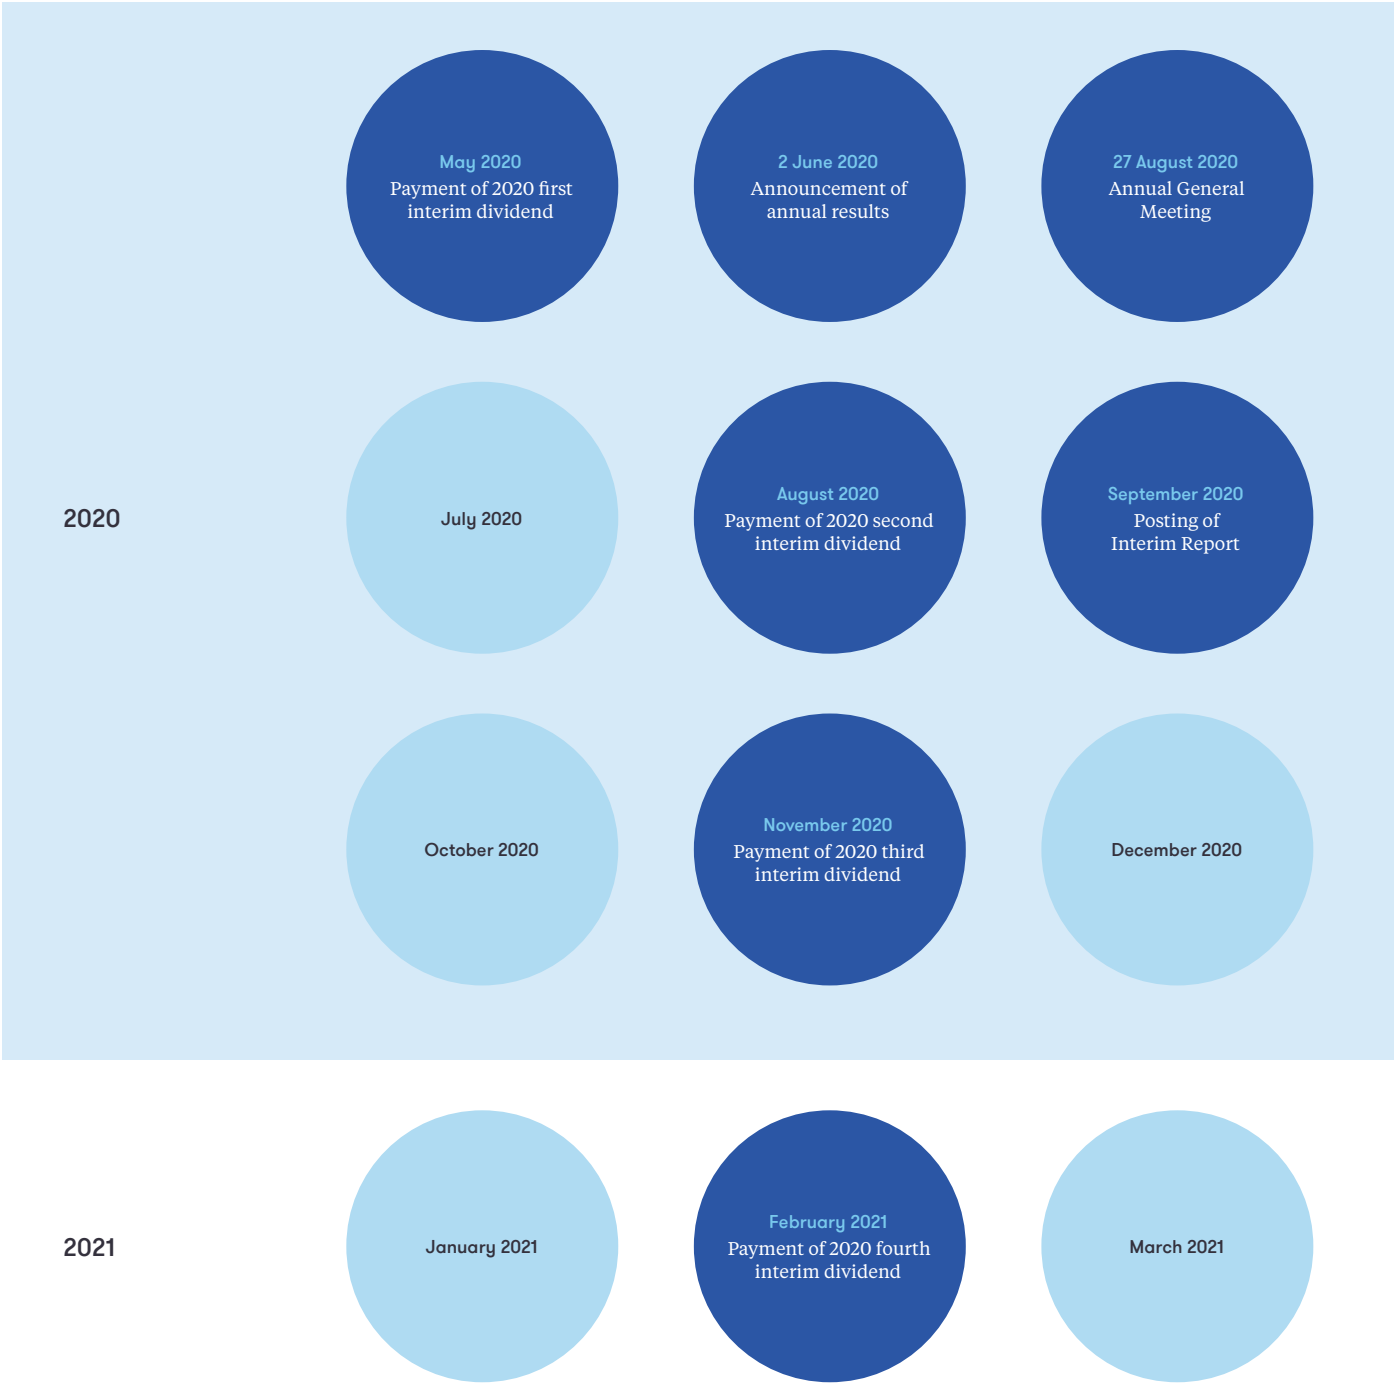 May 2020
Payment of 2020 first
interim dividend
2 June 2020
Announcement of
annual results
27 August 2020
Annual General
Meeting
2020
July 2020
August 2020
Payment of 2020 second
interim dividend
September 2020
Posting of
Interim Report
October 2020
November 2020
Payment of 2020 third
interim dividend
December 2020
2021
January 2021
February 2021
Payment of 2020 fourth
interim dividend
March 2021